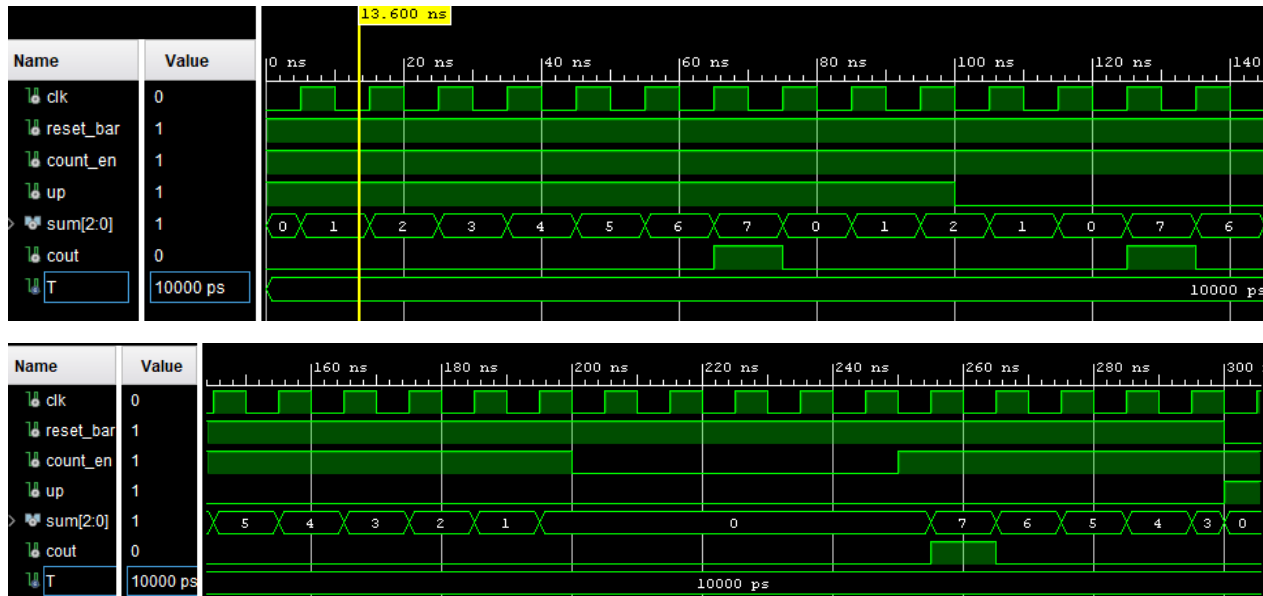 13.600 ns
Name Value 0 ns 20 ns 40 ns 60 ns 80 ns 100 ns 120 ns 140
clk 0
reset_bar 1
count_en 1
up 1
sum[2:0] 1 0 1 2 3 4 5 6 7 0 1 2 1 0 7 6
cout 0
T 10000 ps 10000 ps
Name Value 160 ns 180 ns 200 ns 220 ns 240 ns 260 ns 280 ns 300
clk 0
reset_bar 1
count_en 1
up 1
sum[2:0] 1 5 4 3 2 1 0 7 6 5 4 3 0
cout 0
T 10000 ps 10000 ps